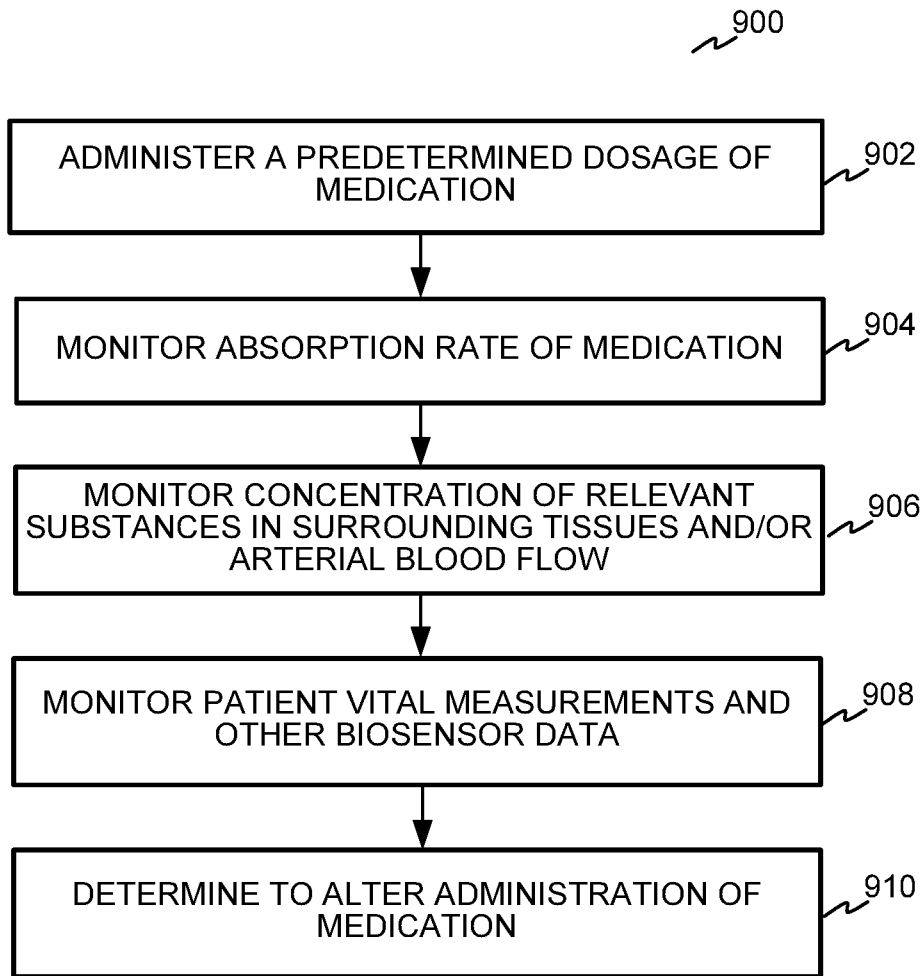 900
ADMINISTER A PREDETERMINED DOSAGE OF
MEDICATION
902
MONITOR ABSORPTION RATE OF MEDICATION
904
MONITOR CONCENTRATION OF RELEVANT
SUBSTANCES IN SURROUNDING TISSUES AND/OR
ARTERIAL BLOOD FLOW
906
MONITOR PATIENT VITAL MEASUREMENTS AND
OTHER BIOSENSOR DATA
908
DETERMINE TO ALTER ADMINISTRATION OF
MEDICATION
910